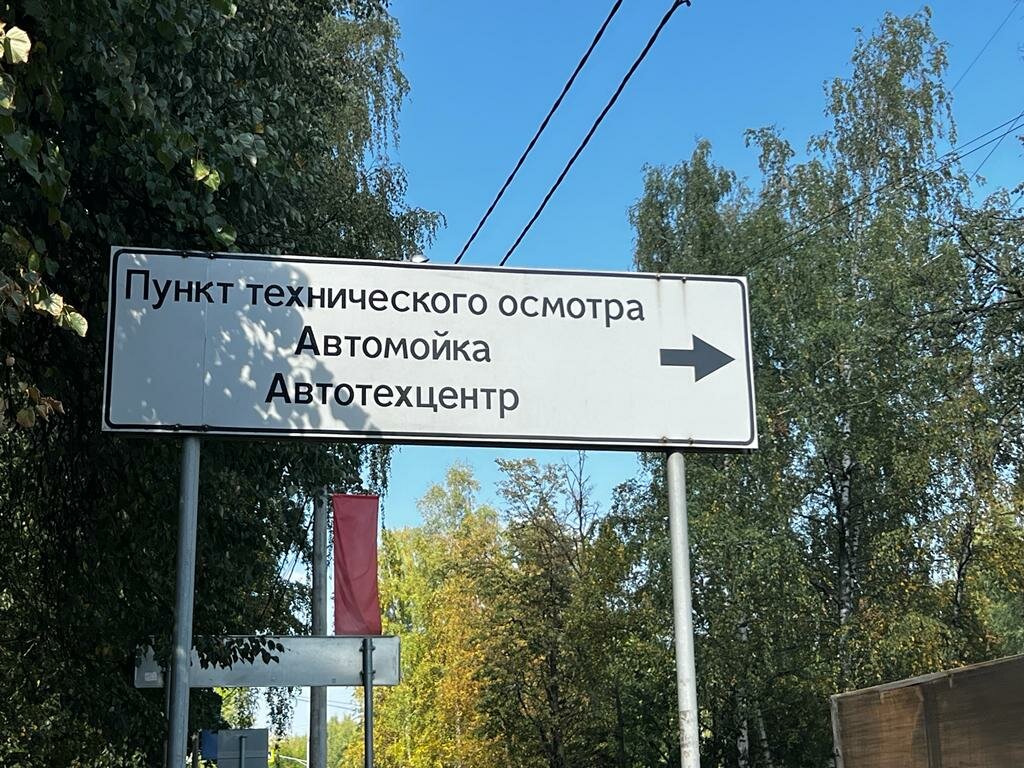 Пункт технического осмотра
Автомойка
Автотехцентр